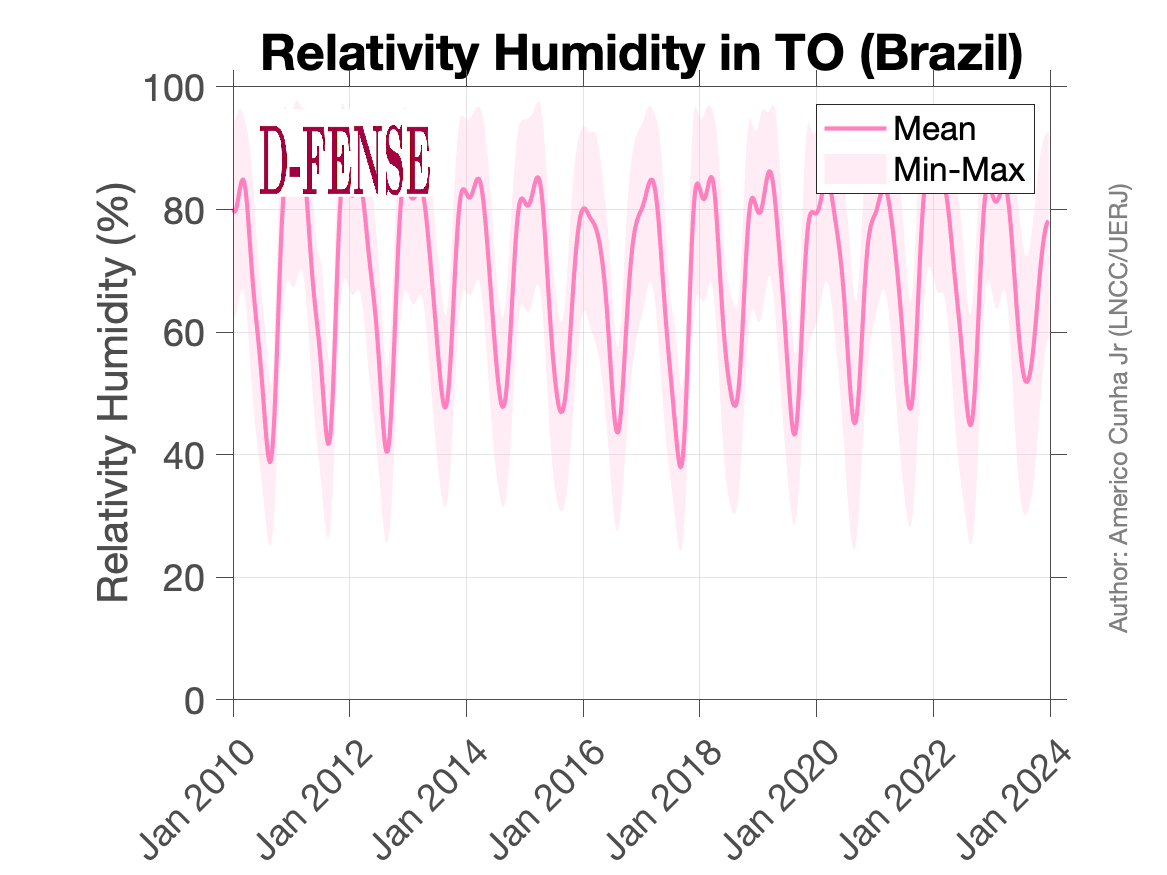 Relativity Humidity in TO (Brazil)
D-FENSE
Mean
Min-Max
Relativity Humidity (%)
100
80
60
40
20
0
Jan 2010
Jan 2012
Jan 2014
Jan 2016
Jan 2018
Jan 2020
Jan 2022
Jan 2024
Author: Americo Cunha Jr (LNCC/UERJ)